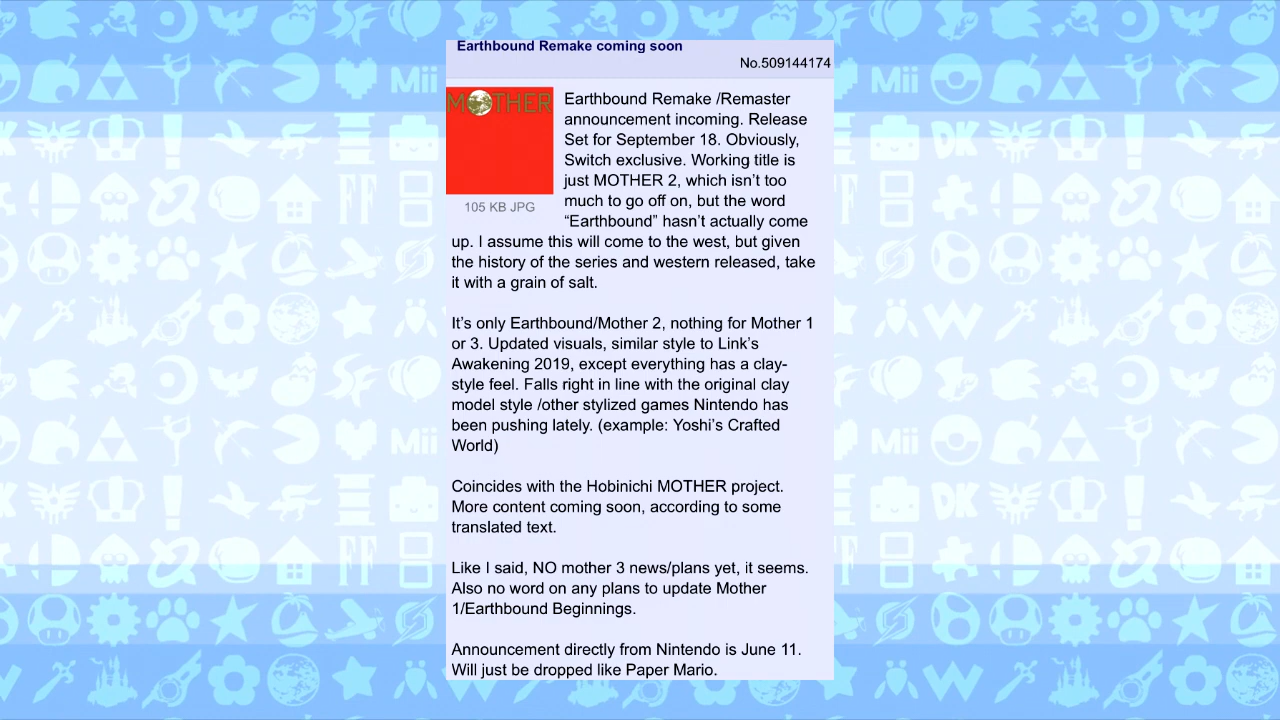 Earthbound Remake coming soon
No.509144174
MOTHER
105 KB JPG
Earthbound Remake /Remaster
announcement incoming. Release
Set for September 18. Obviously,
Switch exclusive. Working title is
just MOTHER 2, which isn’t too
much to go off on, but the word
“Earthbound” hasn’t actually come
up. I assume this will come to the west, but given
the history of the series and western released, take
it with a grain of salt.
It’s only Earthbound/Mother 2, nothing for Mother 1
or 3. Updated visuals, similar style to Link’s
Awakening 2019, except everything has a clay-
style feel. Falls right in line with the original clay
model style /other stylized games Nintendo has
been pushing lately. (example: Yoshi’s Crafted
World)
Coincides with the Hobinichi MOTHER project.
More content coming soon, according to some
translated text.
Like I said, NO mother 3 news/plans yet, it seems.
Also no word on any plans to update Mother
1/Earthbound Beginnings.
Announcement directly from Nintendo is June 11.
Will just be dropped like Paper Mario.
Mii
Mii
DK
FF
Mii
Mii
DK
FF